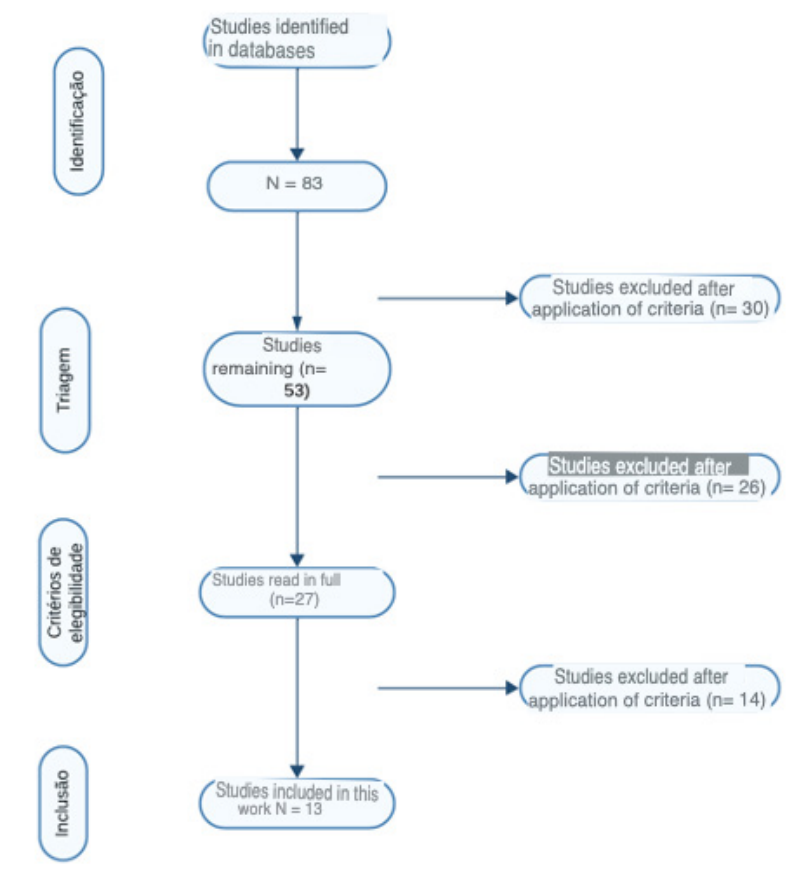 Studies identified
in databases
Identificação
N = 83
Studies excluded after
application of criteria (n= 30)
Triagem
Studies
remaining (n=
53)
Studies excluded after
application of criteria (n= 26)
Critérios de
elegibilidade
Studies read in full
(n=27)
Studies excluded after
application of criteria (n= 14)
Inclusão
Studies included in this
work N = 13